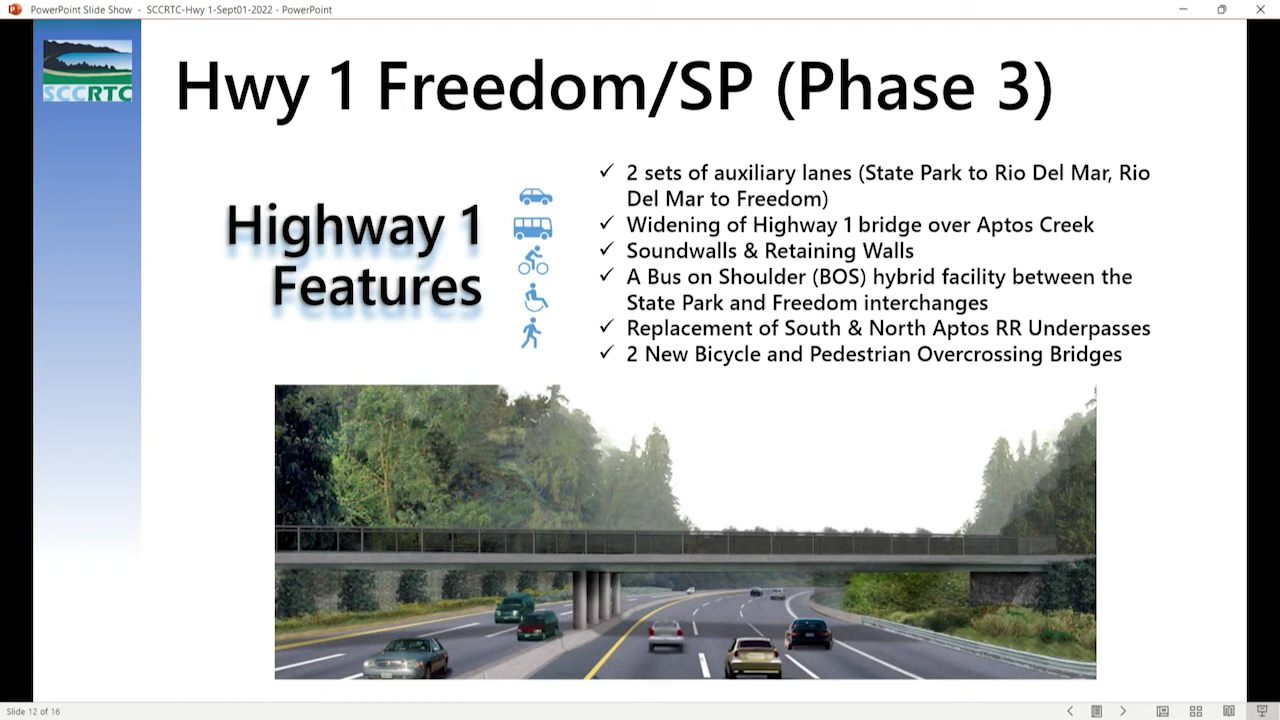 PowerPoint Slide Show - SCCRTC-Hwy 1-Sept01-2022 - PowerPoint
SCCRTC
Hwy 1 Freedom/SP (Phase 3)
Highway 1
Features
✓ 2 sets of auxiliary lanes (State Park to Rio Del Mar, Rio
Del Mar to Freedom)
✓ Widening of Highway 1 bridge over Aptos Creek
✓ Soundwalls & Retaining Walls
✓ A Bus on Shoulder (BOS) hybrid facility between the
State Park and Freedom interchanges
✓ Replacement of South & North Aptos RR Underpasses
✓ 2 New Bicycle and Pedestrian Overcrossing Bridges
Slide 12 of 16